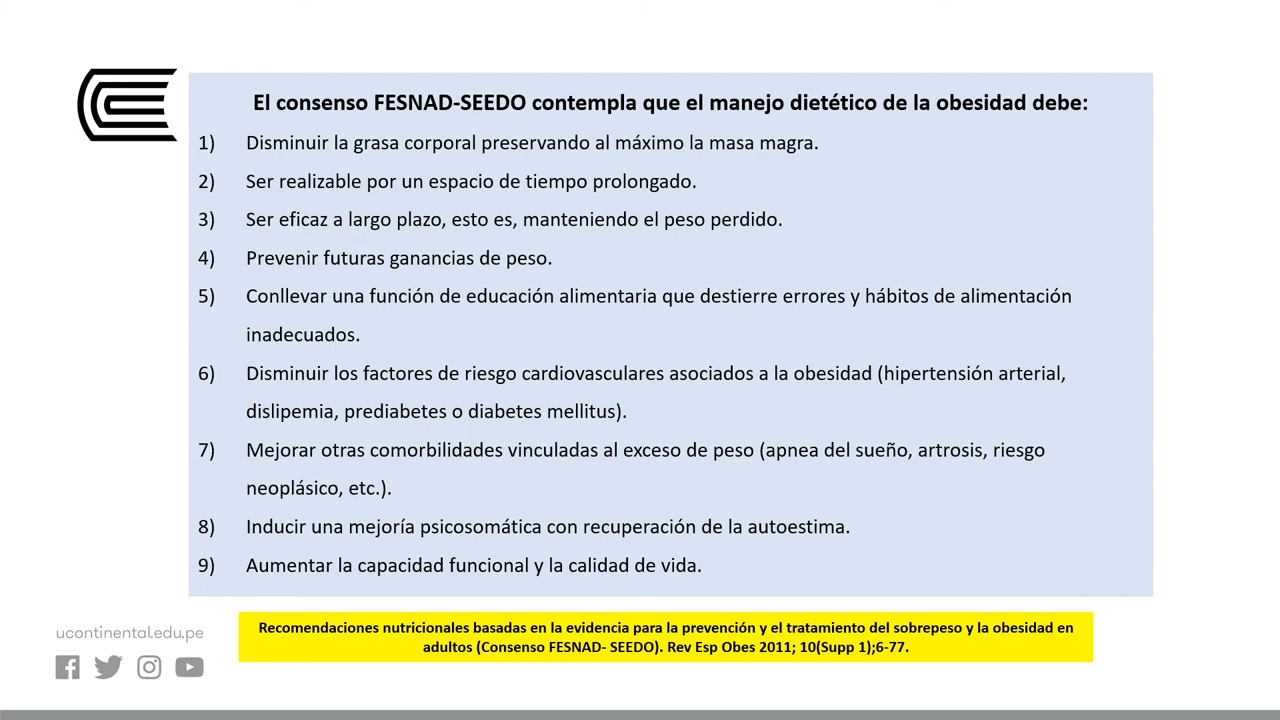 El consenso FESNAD-SEEDO contempla que el manejo dietético de la obesidad debe:
1) Disminuir la grasa corporal preservando al máximo la masa magra.
2) Ser realizable por un espacio de tiempo prolongado.
3) Ser eficaz a largo plazo, esto es, manteniendo el peso perdido.
4) Prevenir futuras ganancias de peso.
5) Conllevar una función de educación alimentaria que destierre errores y hábitos de alimentación
inadecuados.
6) Disminuir los factores de riesgo cardiovasculares asociados a la obesidad (hipertensión arterial,
dislipemia, prediabetes o diabetes mellitus).
7) Mejorar otras comorbilidades vinculadas al exceso de peso (apnea del sueño, artrosis, riesgo
neoplásico, etc.).
8) Inducir una mejoría psicosomática con recuperación de la autoestima.
9) Aumentar la capacidad funcional y la calidad de vida.
ucontinental.edu.pe
Recomendaciones nutricionales basadas en la evidencia para la prevención y el tratamiento del sobrepeso y la obesidad en
adultos (Consenso FESNAD- SEEDO). Rev Esp Obes 2011; 10(Supp 1);6-77.